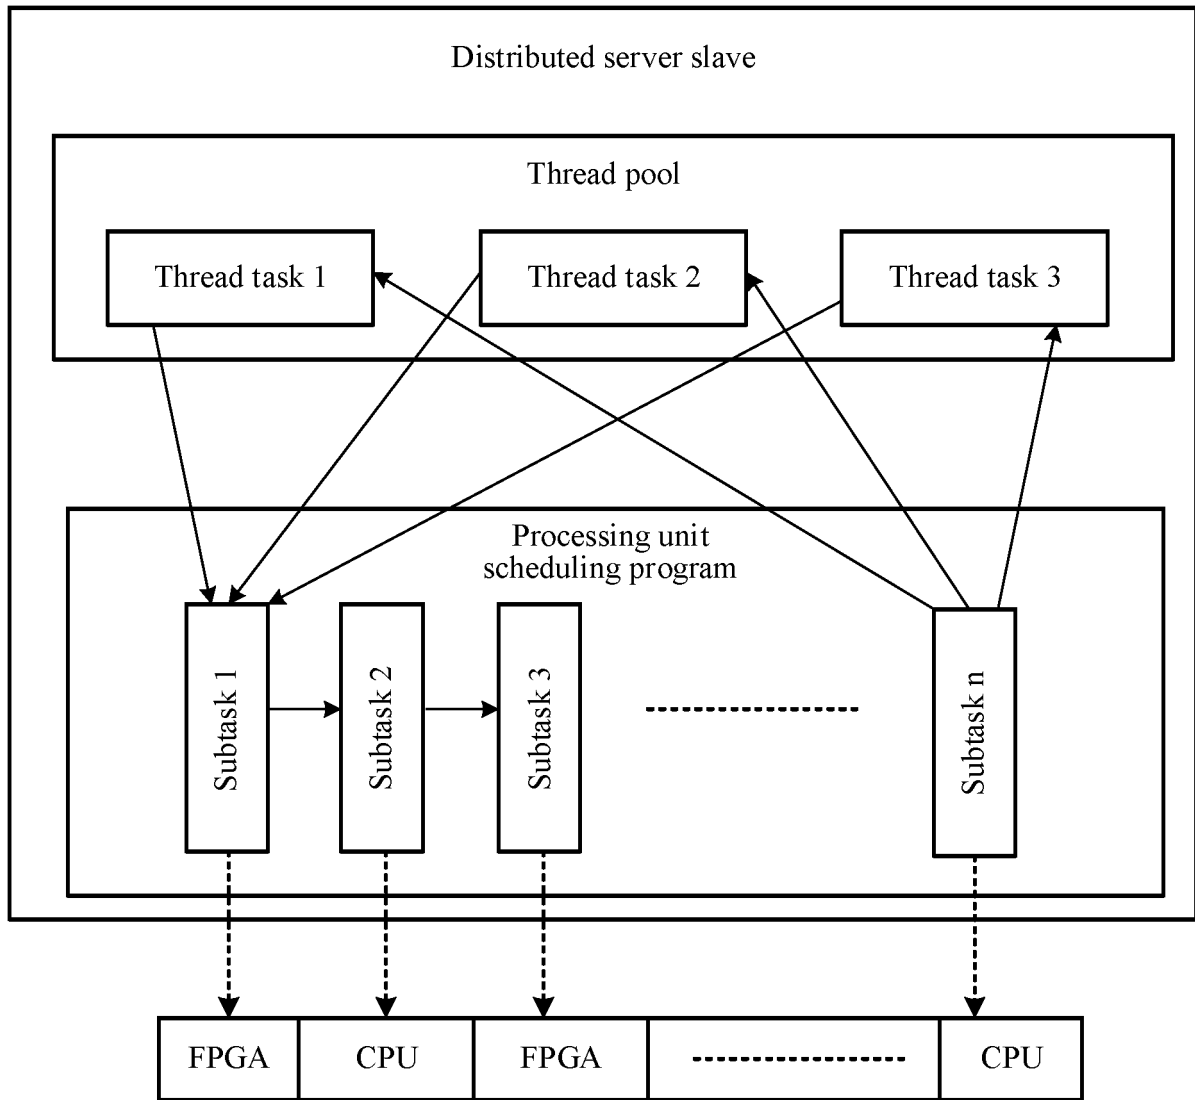 Distributed server slave
Thread pool
Thread task 1
Thread task 2
Thread task 3
Processing unit
scheduling program
Subtask 1
Subtask 2
Subtask 3
Subtask n
FPGA
CPU
FPGA
CPU